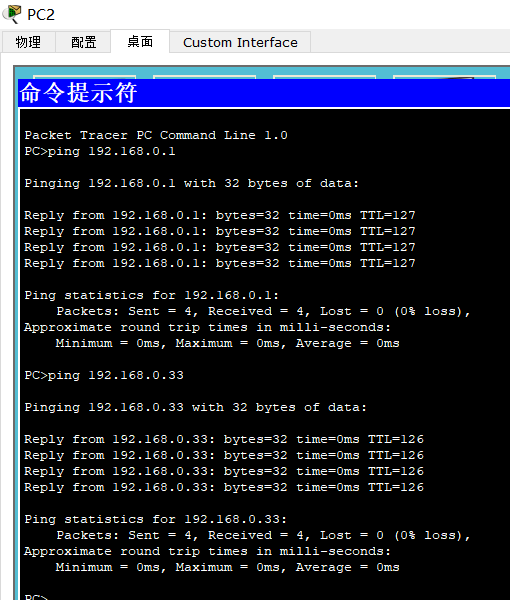 PC2
物理 配置 桌面 Custom Interface
命令提示符
Packet Tracer PC Command Line 1.0
PC>ping 192.168.0.1
Pinging 192.168.0.1 with 32 bytes of data:
Reply from 192.168.0.1: bytes=32 time=0ms TTL=127
Reply from 192.168.0.1: bytes=32 time=0ms TTL=127
Reply from 192.168.0.1: bytes=32 time=0ms TTL=127
Reply from 192.168.0.1: bytes=32 time=0ms TTL=127
Ping statistics for 192.168.0.1:
Packets: Sent = 4, Received = 4, Lost = 0 (0% loss),
Approximate round trip times in milli-seconds:
Minimum = 0ms, Maximum = 0ms, Average = 0ms
PC>ping 192.168.0.33
Pinging 192.168.0.33 with 32 bytes of data:
Reply from 192.168.0.33: bytes=32 time=0ms TTL=126
Reply from 192.168.0.33: bytes=32 time=0ms TTL=126
Reply from 192.168.0.33: bytes=32 time=0ms TTL=126
Reply from 192.168.0.33: bytes=32 time=0ms TTL=126
Ping statistics for 192.168.0.33:
Packets: Sent = 4, Received = 4, Lost = 0 (0% loss),
Approximate round trip times in milli-seconds:
Minimum = 0ms, Maximum = 0ms, Average = 0ms
PC>